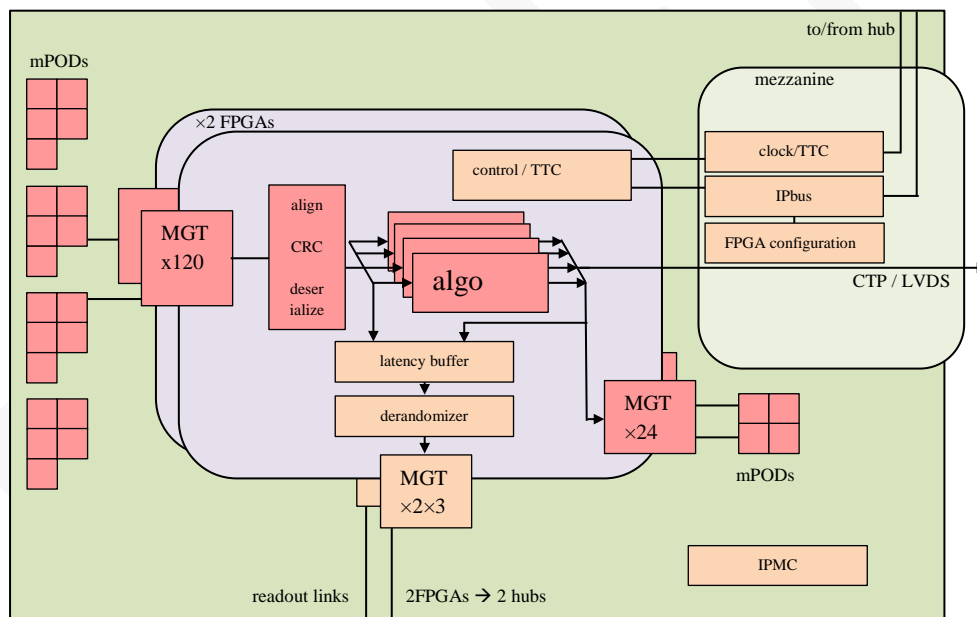 to/from hub
mPODs
mezzanine
×2 FPGAs
clock/TTC
control / TTC
IPbus
align
MGT
x120
CRC
FPGA configuration
algo
CTP / LVDS
deser
ialize
latency buffer
MGT
×24
derandomizer
MGT
×2×3
mPODs
IPMC
readout links
2FPGAs → 2 hubs